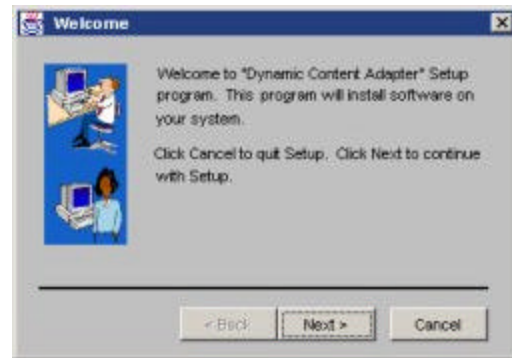 Welcome
Welcome to "Dynamic Content Adapter" Setup
program. This program will install software on
your system.
Click Cancel to quit Setup. Click Next to continue
with Setup.
< Back
Next >
Cancel